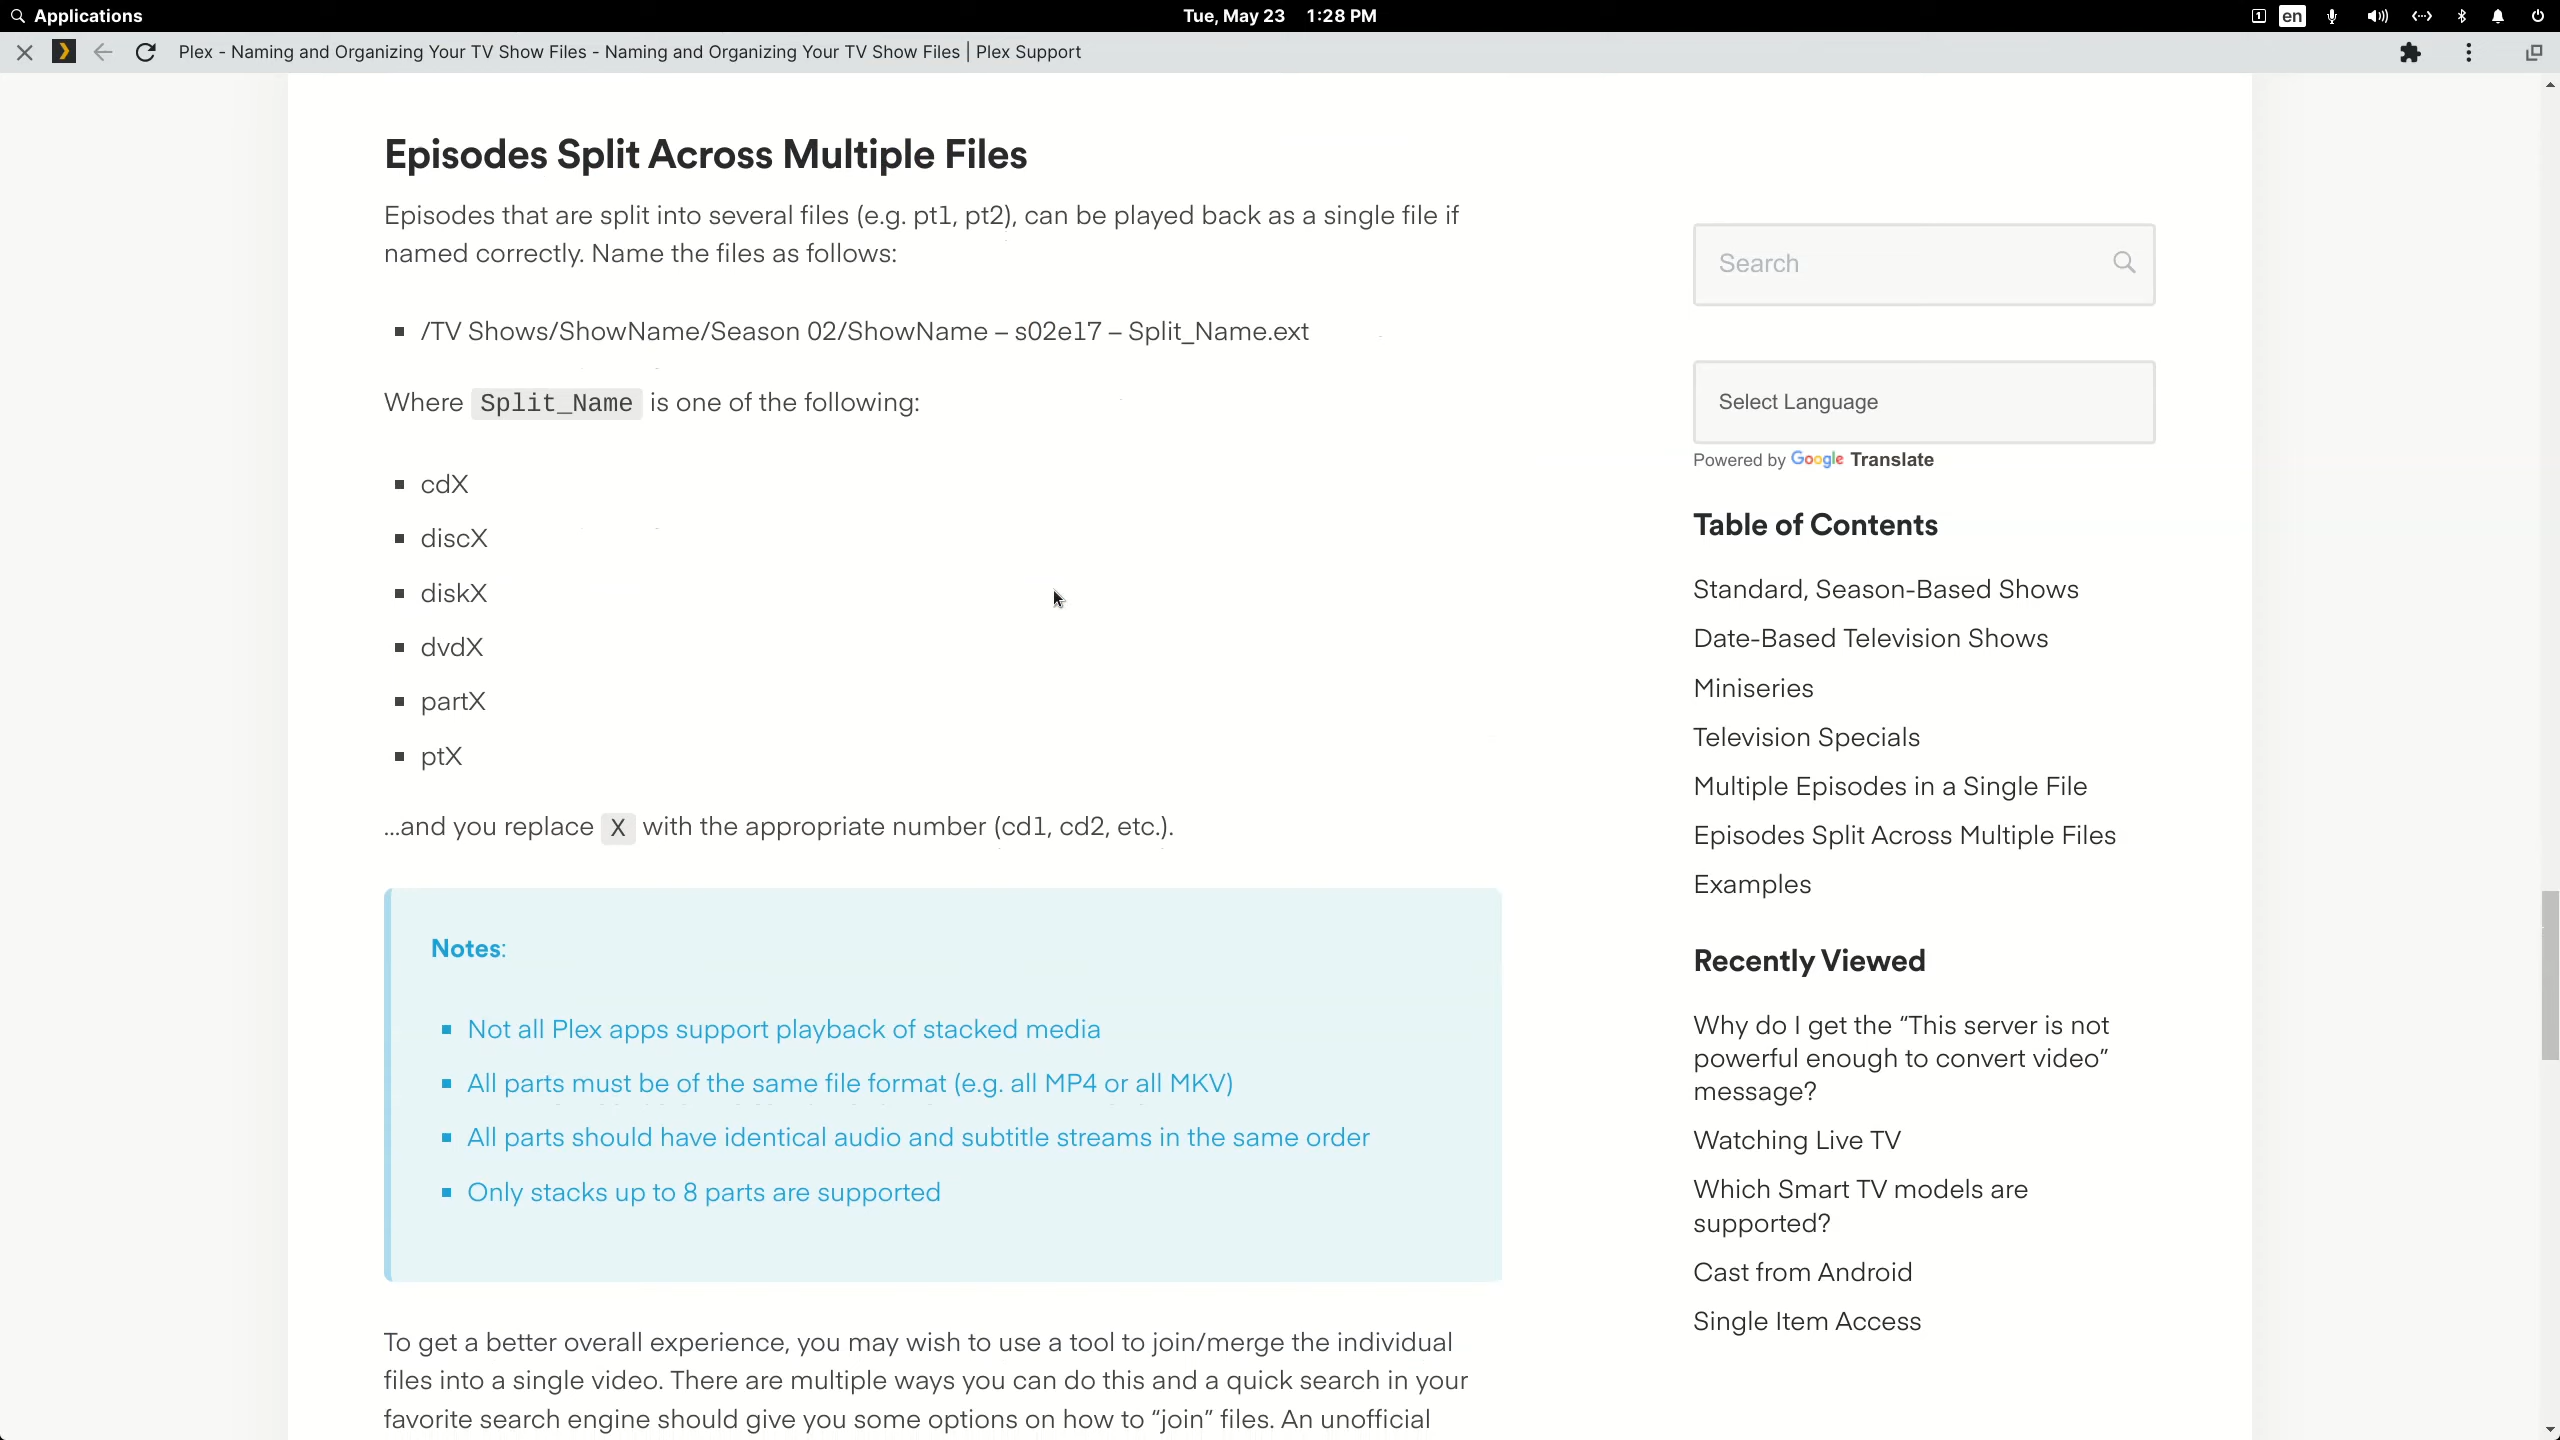 Applications
Tue, May 23 1:28 PM
1
en
Plex - Naming and Organizing Your TV Show Files - Naming and Organizing Your TV Show Files | Plex Support
Episodes Split Across Multiple Files
Episodes that are split into several files (e.g. pt1, pt2), can be played back as a single file if
named correctly. Name the files as follows:
▪ /TV Shows/ShowName/Season 02/ShowName – s02e17 – Split_Name.ext
Where Split_Name is one of the following:
▪ cdX
▪ discX
▪ diskX
▪ dvdX
▪ partX
▪ ptX
…and you replace X with the appropriate number (cd1, cd2, etc.).
Notes:
▪ Not all Plex apps support playback of stacked media
▪ All parts must be of the same file format (e.g. all MP4 or all MKV)
▪ All parts should have identical audio and subtitle streams in the same order
▪ Only stacks up to 8 parts are supported
To get a better overall experience, you may wish to use a tool to join/merge the individual
files into a single video. There are multiple ways you can do this and a quick search in your
favorite search engine should give you some options on how to “join” files. An unofficial
Search
Select Language
Powered by Google Translate
Table of Contents
Standard, Season-Based Shows
Date-Based Television Shows
Miniseries
Television Specials
Multiple Episodes in a Single File
Episodes Split Across Multiple Files
Examples
Recently Viewed
Why do I get the “This server is not
powerful enough to convert video”
message?
Watching Live TV
Which Smart TV models are
supported?
Cast from Android
Single Item Access